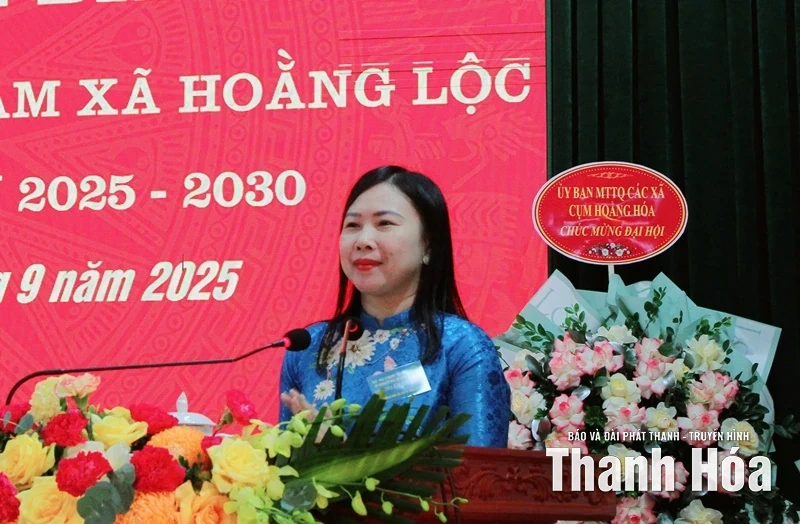 AM XÃ HOẰNG LỘC
2025 - 2030
9 năm 2025
ỦY BAN MTTQ CÁC XÃ
CỤM HOẰNG HÓA
CHÚC MỪNG ĐẠI HỘI
BÁO VÀ ĐÀI PHÁT THANH - TRUYỀN HÌNH
Thanh Hóa